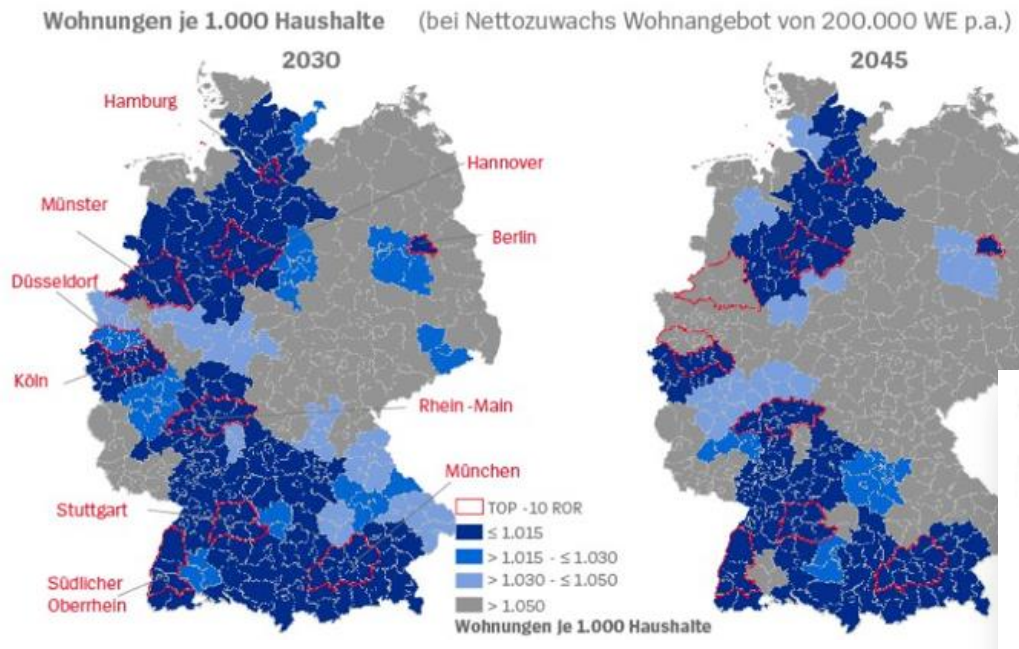 Wohnungen je 1.000 Haushalte (bei Nettozuwachs Wohnangebot von 200.000 WE p.a.)
2030
2045
Hamburg
Hannover
Münster
Berlin
Düsseldorf
Köln
Rhein -Main
München
Stuttgart
Südlicher
Oberrhein
TOP -10 ROR
≤ 1.015
> 1.015 - ≤ 1.030
> 1.030 - ≤ 1.050
> 1.050
Wohnungen je 1.000 Haushalte